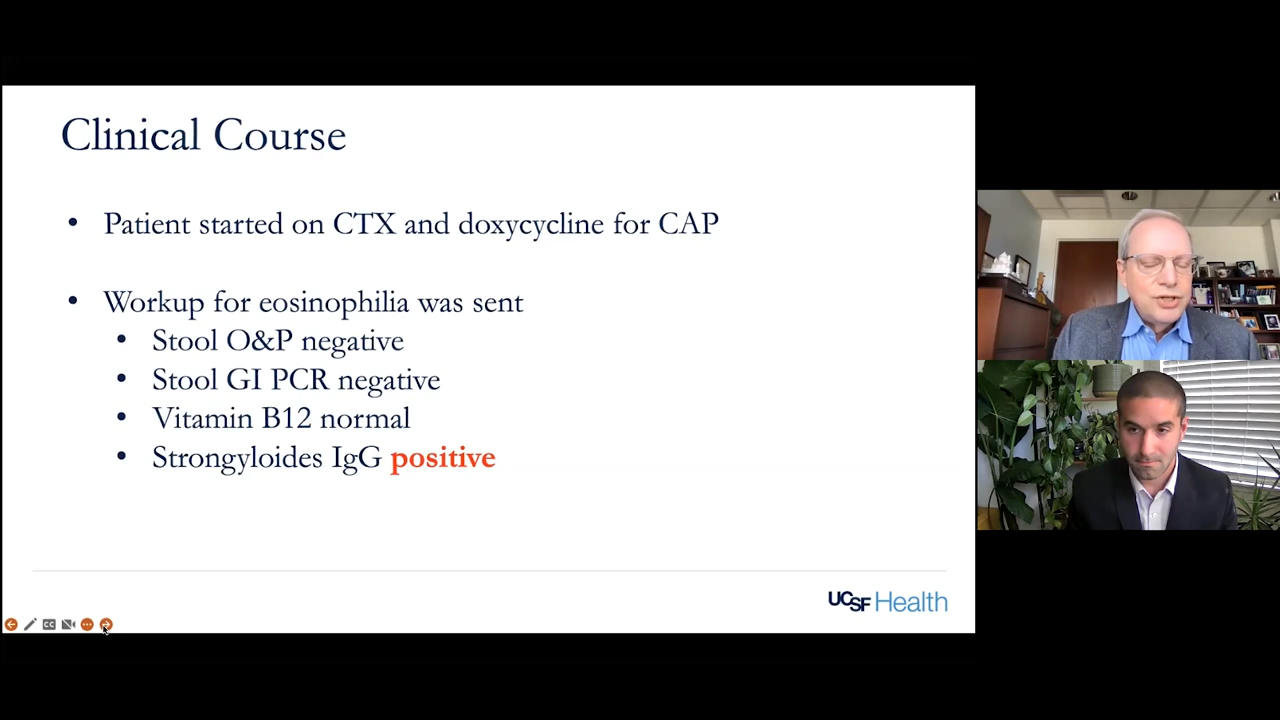 Clinical Course
• Patient started on CTX and doxycycline for CAP
• Workup for eosinophilia was sent
• Stool O&P negative
• Stool GI PCR negative
• Vitamin B12 normal
• Strongyloides IgG positive
UCSF Health
CC